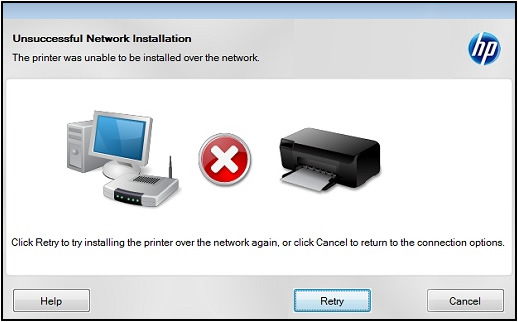 Unsuccessful Network Installation
The printer was unable to be installed over the network.
hp
Click Retry to try installing the printer over the network again, or click Cancel to return to the connection options.
Help
Retry
Cancel